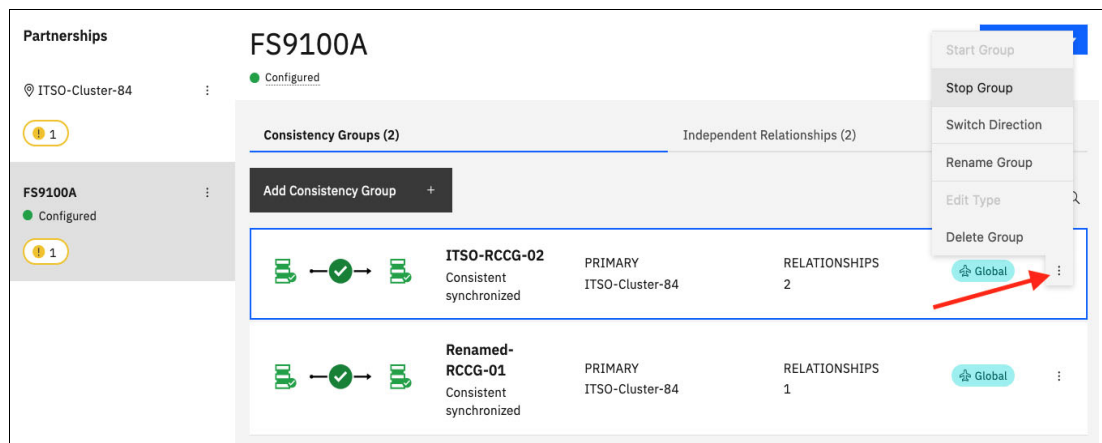 Partnerships
ITSO-Cluster-84
1
FS9100A
Configured
1
FS9100A
Configured
Consistency Groups (2)
Independent Relationships (2)
Add Consistency Group +
ITSO-RCCG-02
Consistent
synchronized
PRIMARY
ITSO-Cluster-84
RELATIONSHIPS
2
Global
Renamed-
RCCG-01
Consistent
synchronized
PRIMARY
ITSO-Cluster-84
RELATIONSHIPS
1
Global
Start Group
Stop Group
Switch Direction
Rename Group
Edit Type
Delete Group